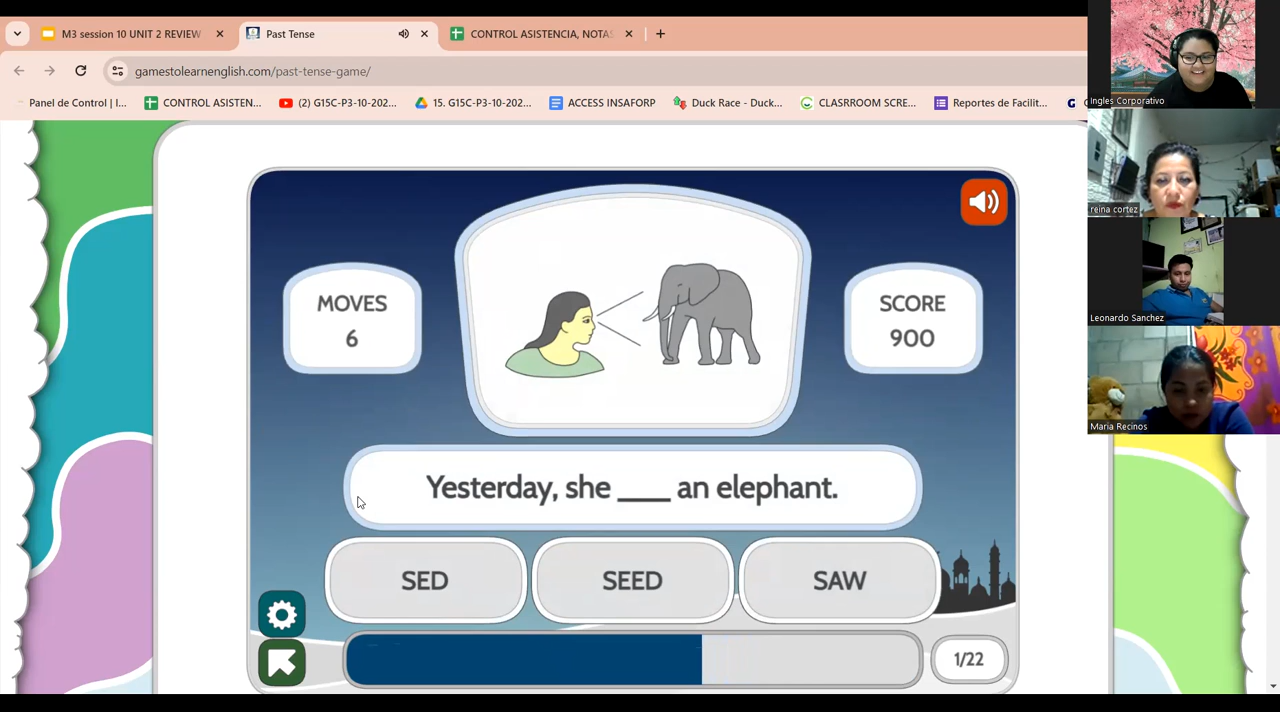 M3 session 10 UNIT 2 REVIEW
Past Tense
CONTROL ASISTENCIA, NOTAS
gamestolearnenglish.com/past-tense-game/
Panel de Control | I...
CONTROL ASISTEN...
(2) G15C-P3-10-202...
15. G15C-P3-10-202...
ACCESS INSAFORP
Duck Race - Duck...
CLASRROOM SCRE...
Reportes de Facilit...
Ingles Corporativo
reina cortez
Leonardo Sanchez
Maria Recinos
MOVES
6
SCORE
900
Yesterday, she ____ an elephant.
SED
SEED
SAW
1/22